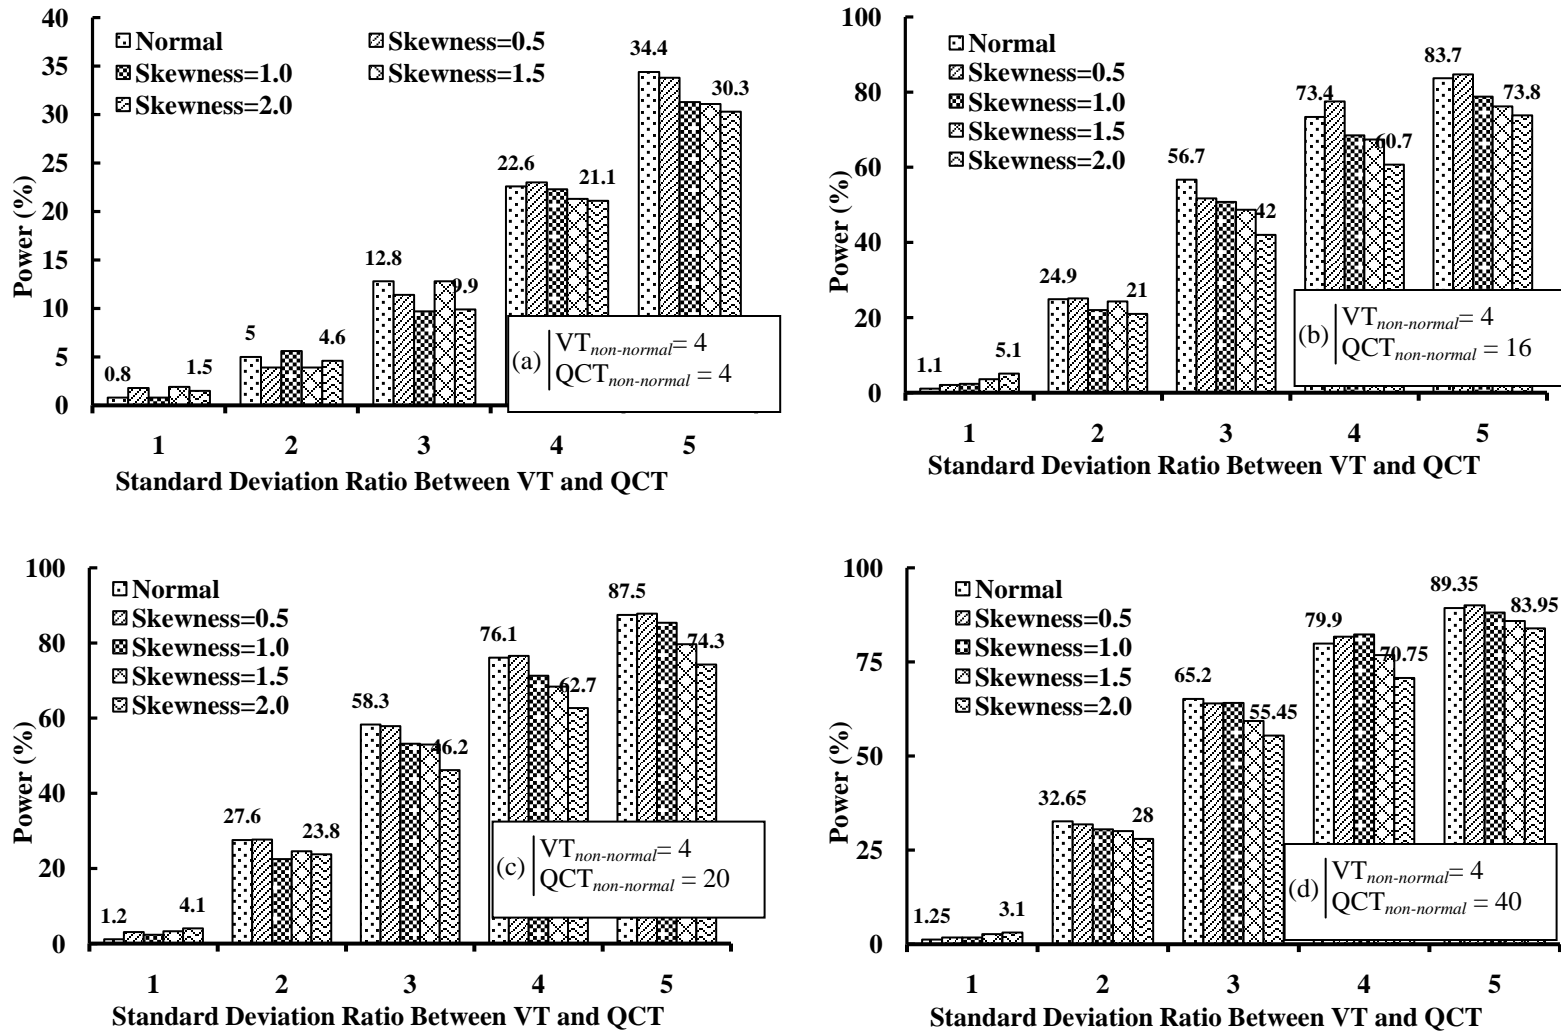 40
35
30
25
20
15
10
5
0
Power (%)
Normal
Skewness=0.5
Skewness=1.0
Skewness=1.5
Skewness=2.0
0.8
1.5
5
4.6
12.8
9.9
22.6
21.1
34.4
30.3
(a)
VTnon-normal= 4
QCTnon-normal = 4
1 2 3 4 5
Standard Deviation Ratio Between VT and QCT
100
80
60
40
20
0
Power (%)
Normal
Skewness=0.5
Skewness=1.0
Skewness=1.5
Skewness=2.0
1.1
5.1
24.9
21
56.7
42
73.4
60.7
83.7
73.8
(b)
VTnon-normal= 4
QCTnon-normal = 16
1 2 3 4 5
Standard Deviation Ratio Between VT and QCT
100
80
60
40
20
0
Power (%)
Normal
Skewness=0.5
Skewness=1.0
Skewness=1.5
Skewness=2.0
1.2
4.1
27.6
23.8
58.3
46.2
76.1
62.7
87.5
74.3
(c)
VTnon-normal= 4
QCTnon-normal = 20
1 2 3 4 5
Standard Deviation Ratio Between VT and QCT
100
75
50
25
0
Power (%)
Normal
Skewness=0.5
Skewness=1.0
Skewness=1.5
Skewness=2.0
1.25
3.1
32.65
28
65.2
55.45
79.9
70.75
89.35
83.95
(d)
VTnon-normal= 4
QCTnon-normal = 40
1 2 3 4 5
Standard Deviation Ratio Between VT and QCT